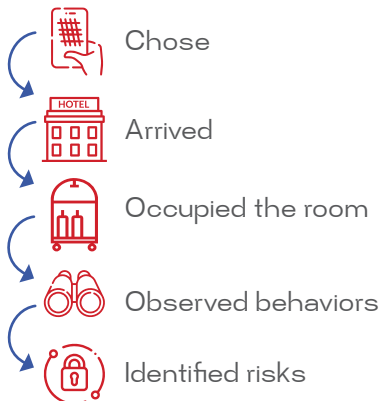 Chose
HOTEL
Arrived
Occupied the room
Observed behaviors
Identified risks